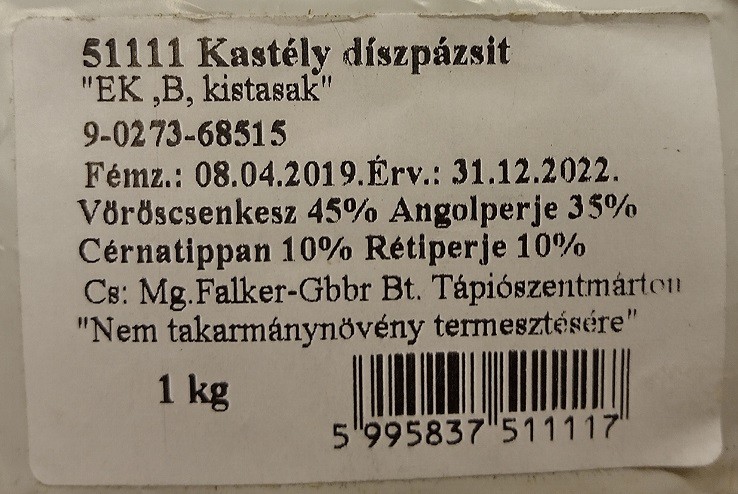 51111 Kastély díszpázsit
"EK ,B, kistasak"
9-0273-68515
Fémz.: 08.04.2019.Érv.: 31.12.2022.
Vöröscsenkesz 45% Angolperje 35%
Cérnatippan 10% Rétiperje 10%
Cs: Mg.Falker-Gbbr Bt. Tápiószentmárton
"Nem takarmánynövény termesztésére"
1 kg
5 995837 511117